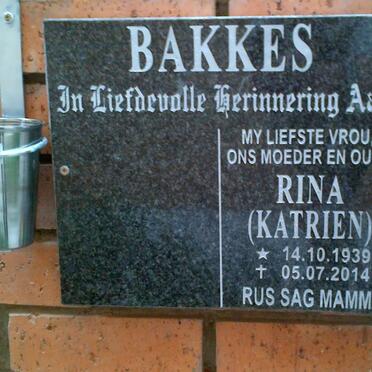 BAKKES
In Liefdevolle Herinnering Aa
MY LIEFSTE VROU,
ONS MOEDER EN OU
RINA
(KATRIEN)
★ 14.10.1939
✝ 05.07.2014
RUS SAG MAMM